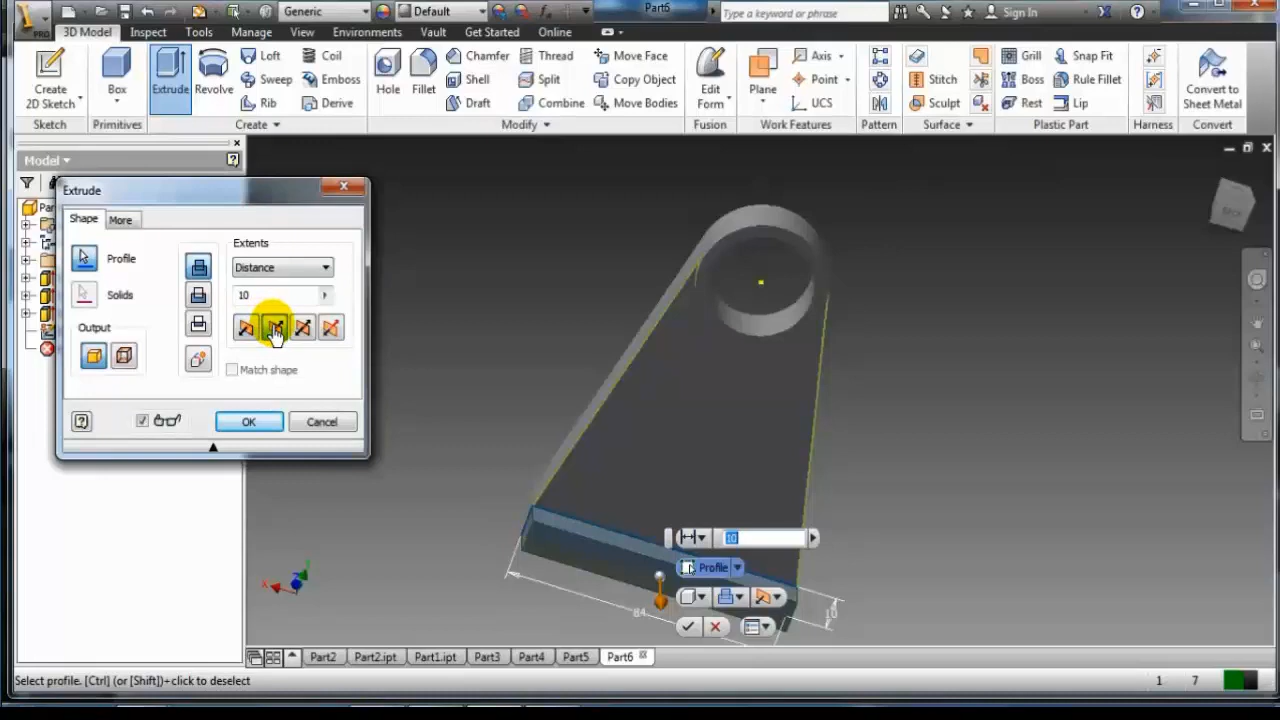 PRO
Generic
Default
Part6
Type a keyword or phrase
Sign In
3D Model Inspect Tools Manage View Environments Vault Get Started Online
Create
2D Sketch
Box
Extrude
Revolve
Loft
Sweep
Rib
Coil
Emboss
Derive
Hole
Fillet
Chamfer
Shell
Draft
Thread
Split
Combine
Move Face
Copy Object
Move Bodies
Edit
Form
Plane
Axis
Point
UCS
Stitch
Sculpt
Grill
Boss
Rest
Snap Fit
Rule Fillet
Lip
Convert to
Sheet Metal
Sketch Primitives Create Modify Fusion Work Features Pattern Surface Plastic Part Harness Convert
Model
Par
Extrude
Shape More
Profile
Solids
Output
Extents
Distance
10
Match shape
OK Cancel
10
Profile
84
10
X
Part2 Part2.ipt Part1.ipt Part3 Part4 Part5 Part6
Select profile. [Ctrl] (or [Shift])+click to deselect
1 7